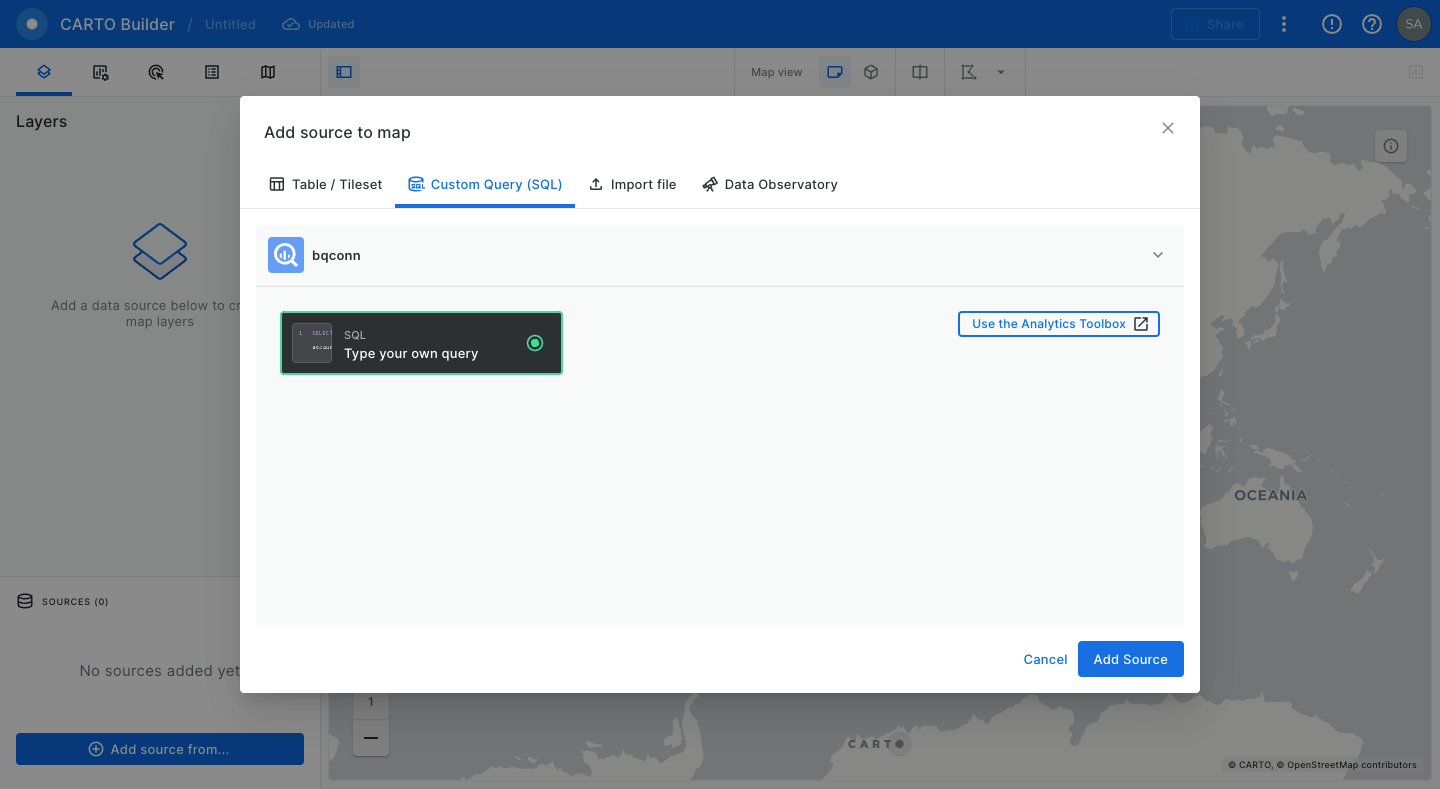 CARTO Builder / Untitled Updated Share SA
Map view
Layers
Add a data source below to cr
map layers
SOURCES (0)
No sources added yet
Add source from...
Add source to map
Table / Tileset Custom Query (SQL) Import file Data Observatory
bqconn
1 SELECT
SQL
Type your own query
Use the Analytics Toolbox
Cancel Add Source
OCEANIA
1
CARTO
© CARTO, © OpenStreetMap contributors